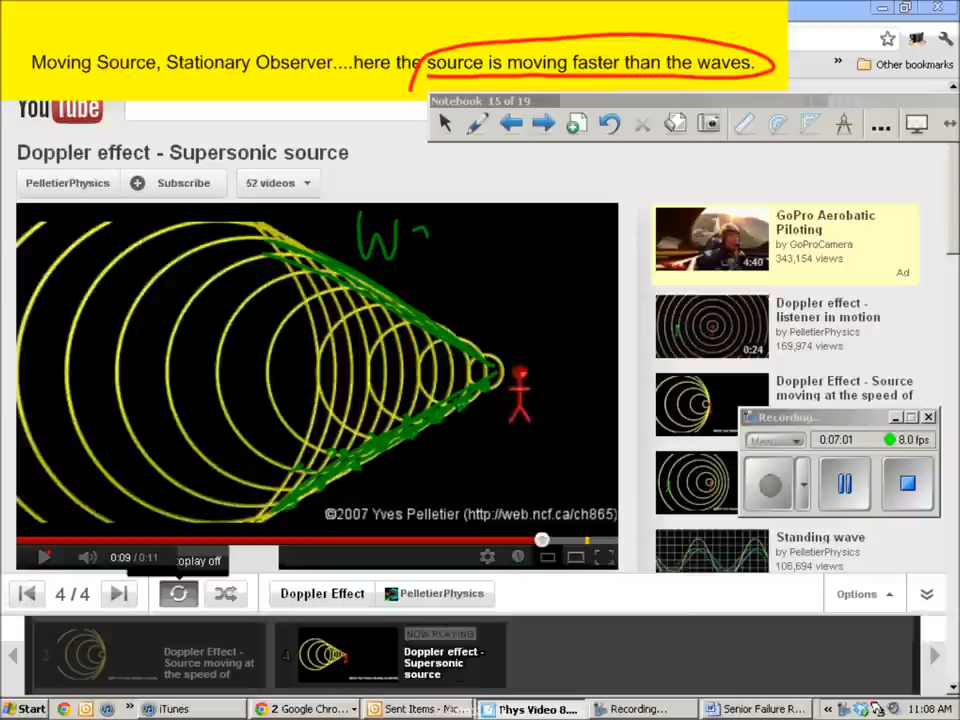 Moving Source, Stationary Observer....here the source is moving faster than the waves.
Other bookmarks
YouTube
Notebook 15 of 19
Doppler effect - Supersonic source
PelletierPhysics
Subscribe
52 videos
W
GoPro Aerobatic
Piloting
by GoProCamera
343,154 views
Ad
4:40
Doppler effect -
listener in motion
by PelletierPhysics
169,974 views
0:24
Doppler Effect - Source
moving at the speed of
Recording...
0:07:01
8.0 fps
©2007 Yves Pelletier (http://web.ncf.ca/ch865)
Standing wave
by PelletierPhysics
106,694 views
0:09 / 0:11
toplay off
4 / 4
Doppler Effect
PelletierPhysics
Options
Doppler Effect -
Source moving at
the speed of
4
NOW PLAYING
Doppler effect -
Supersonic
source
Start
iTunes
2 Google Chro...
Sent Items - Mic...
Phys Video 8....
Recording...
Senior Failure R...
11:08 AM